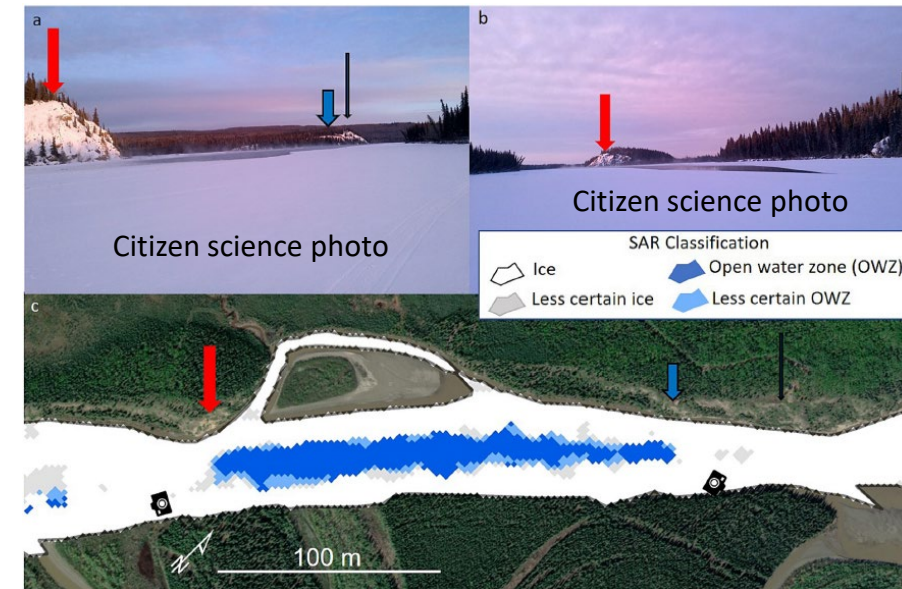 a
b
Citizen science photo
Citizen science photo
SAR Classification
Ice
Open water zone (OWZ)
Less certain ice
Less certain OWZ
c
N
100 m